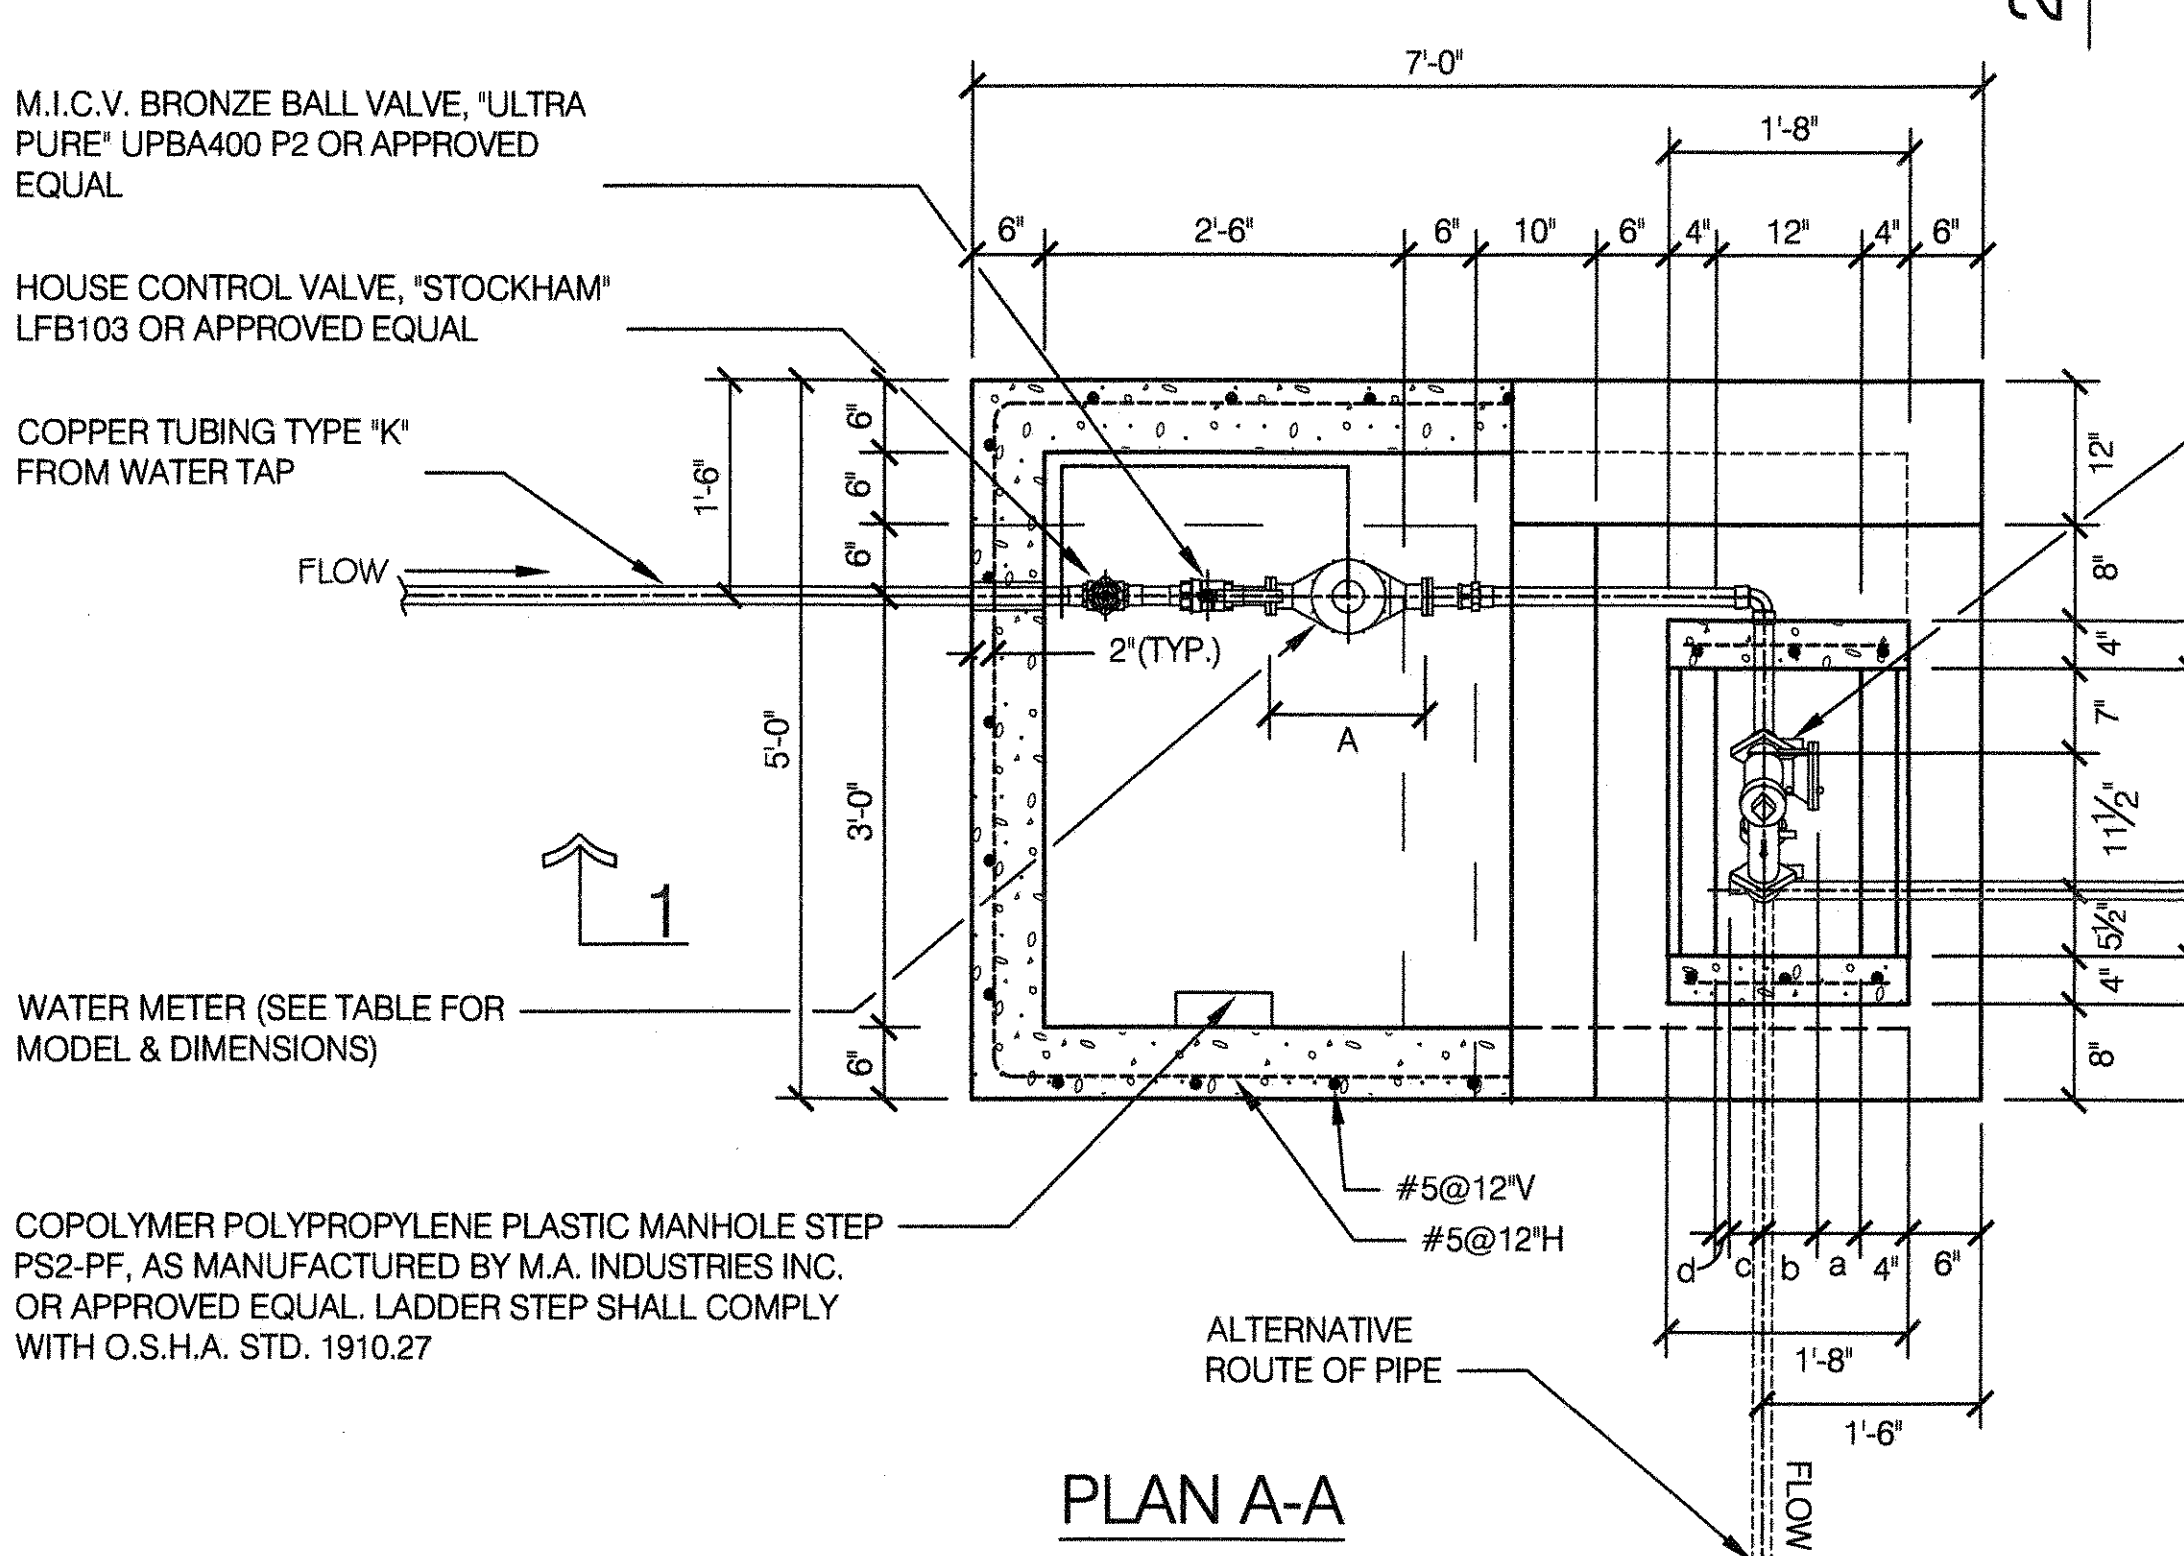 2
7'-0"
M.I.C.V. BRONZE BALL VALVE, "ULTRA
PURE" UPBA400 P2 OR APPROVED
EQUAL
1'-8"
6" 2'-6" 6" 10" 6" 4" 12" 4" 6"
HOUSE CONTROL VALVE, "STOCKHAM"
LFB103 OR APPROVED EQUAL
COPPER TUBING TYPE "K"
FROM WATER TAP
FLOW
1'-6"
6"
6"
6"
5'-0"
3'-0"
6"
2"(TYP.)
A
12"
8"
4"
7"
11 1/2"
5 1/2"
4"
8"
1
WATER METER (SEE TABLE FOR
MODEL & DIMENSIONS)
#5@12"V
#5@12"H
COPOLYMER POLYPROPYLENE PLASTIC MANHOLE STEP
PS2-PF, AS MANUFACTURED BY M.A. INDUSTRIES INC.
OR APPROVED EQUAL. LADDER STEP SHALL COMPLY
WITH O.S.H.A. STD. 1910.27
d c b a 4" 6"
1'-8"
1'-6"
ALTERNATIVE
ROUTE OF PIPE
FLOW
PLAN A-A